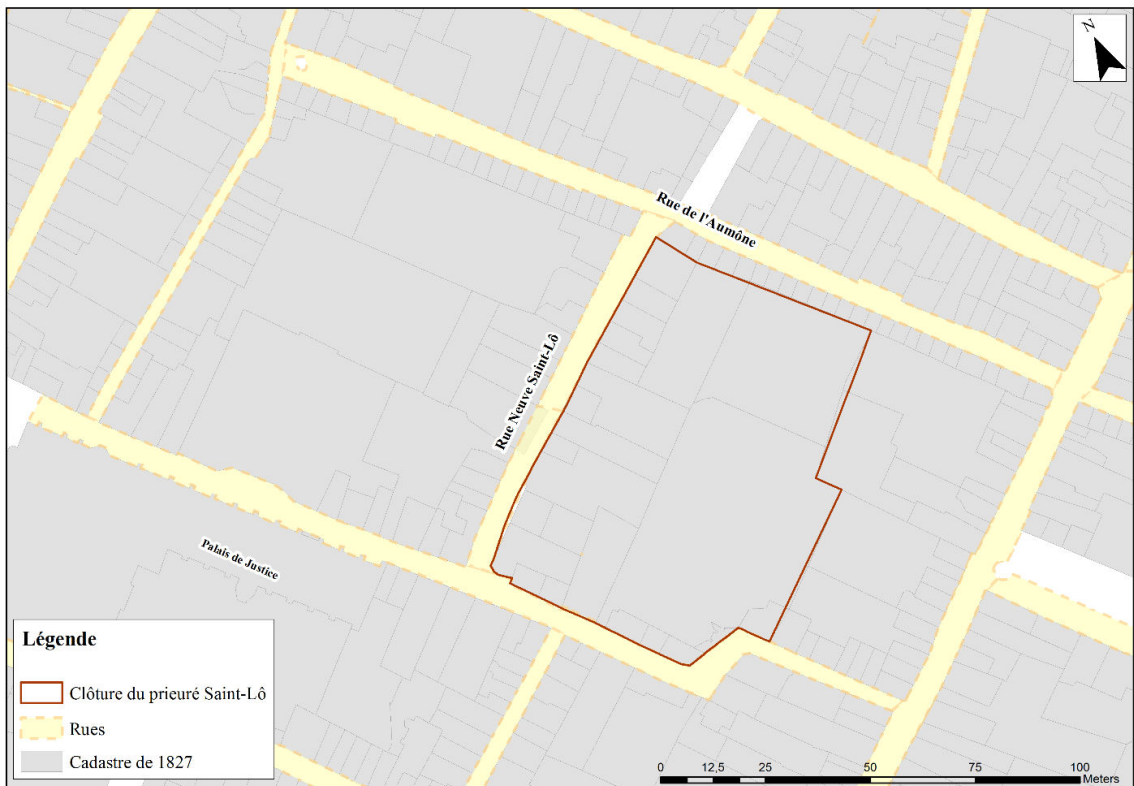 N
Rue de l'Aumône
Rue Neuve Saint-Lô
Palais de Justice
Légende
Clôture du prieuré Saint-Lô
Rues
Cadastre de 1827
0 12,5 25 50 75 100
Meters